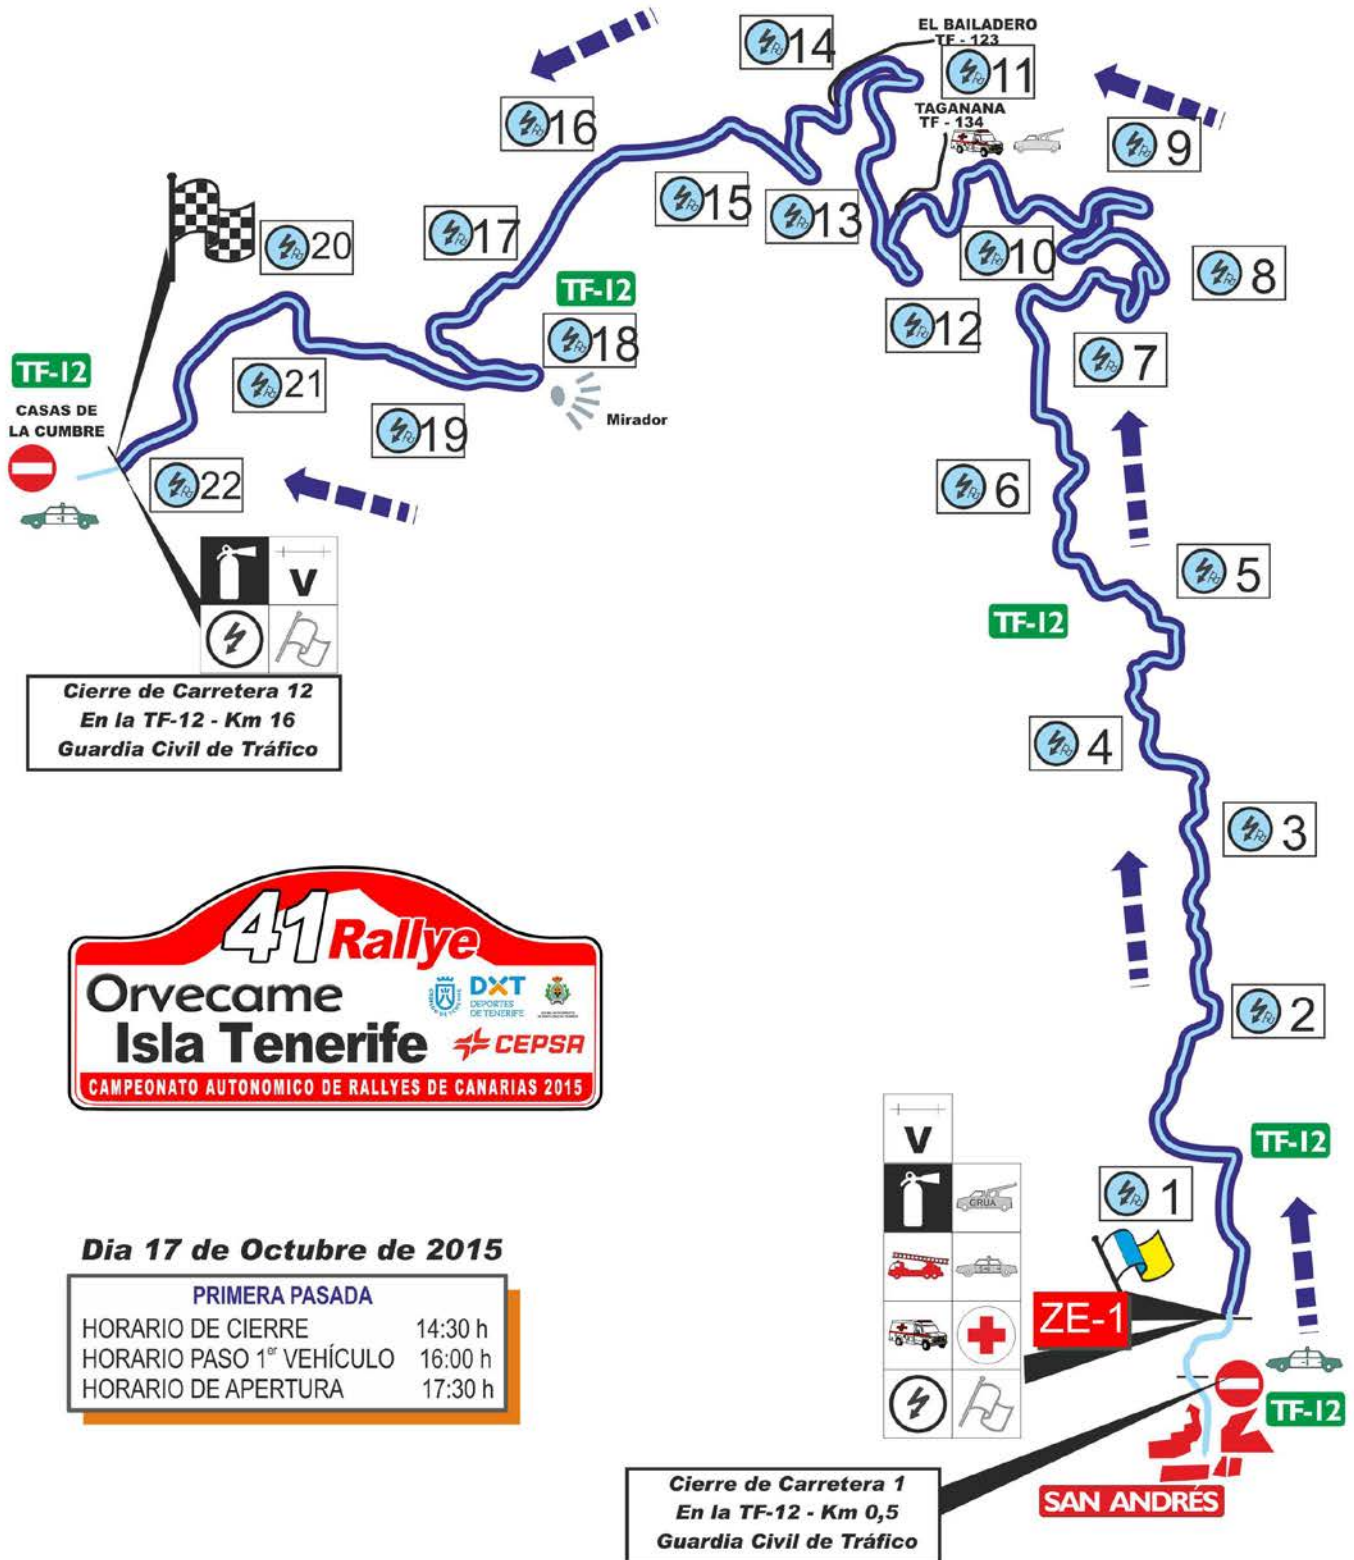 EL BAILADERO
TF - 123
14
11
16
TAGANANA
TF - 134
9
15
13
17
20
10
8
TF-12
12
18
7
TF-12
21
CASAS DE
LA CUMBRE
Mirador
19
22
6
V
5
TF-12
Cierre de Carretera 12
En la TF-12 - Km 16
Guardia Civil de Tráfico
4
3
41 Rallye
Orvecame
DXT
DEPORTES
DE TENERIFE
Isla Tenerife
CEPSA
CAMPEONATO AUTONOMICO DE RALLYES DE CANARIAS 2015
2
V
TF-12
GRUA
1
Dia 17 de Octubre de 2015
PRIMERA PASADA
HORARIO DE CIERRE 14:30 h
HORARIO PASO 1er VEHÍCULO 16:00 h
HORARIO DE APERTURA 17:30 h
ZE-1
TF-12
SAN ANDRÉS
Cierre de Carretera 1
En la TF-12 - Km 0,5
Guardia Civil de Tráfico